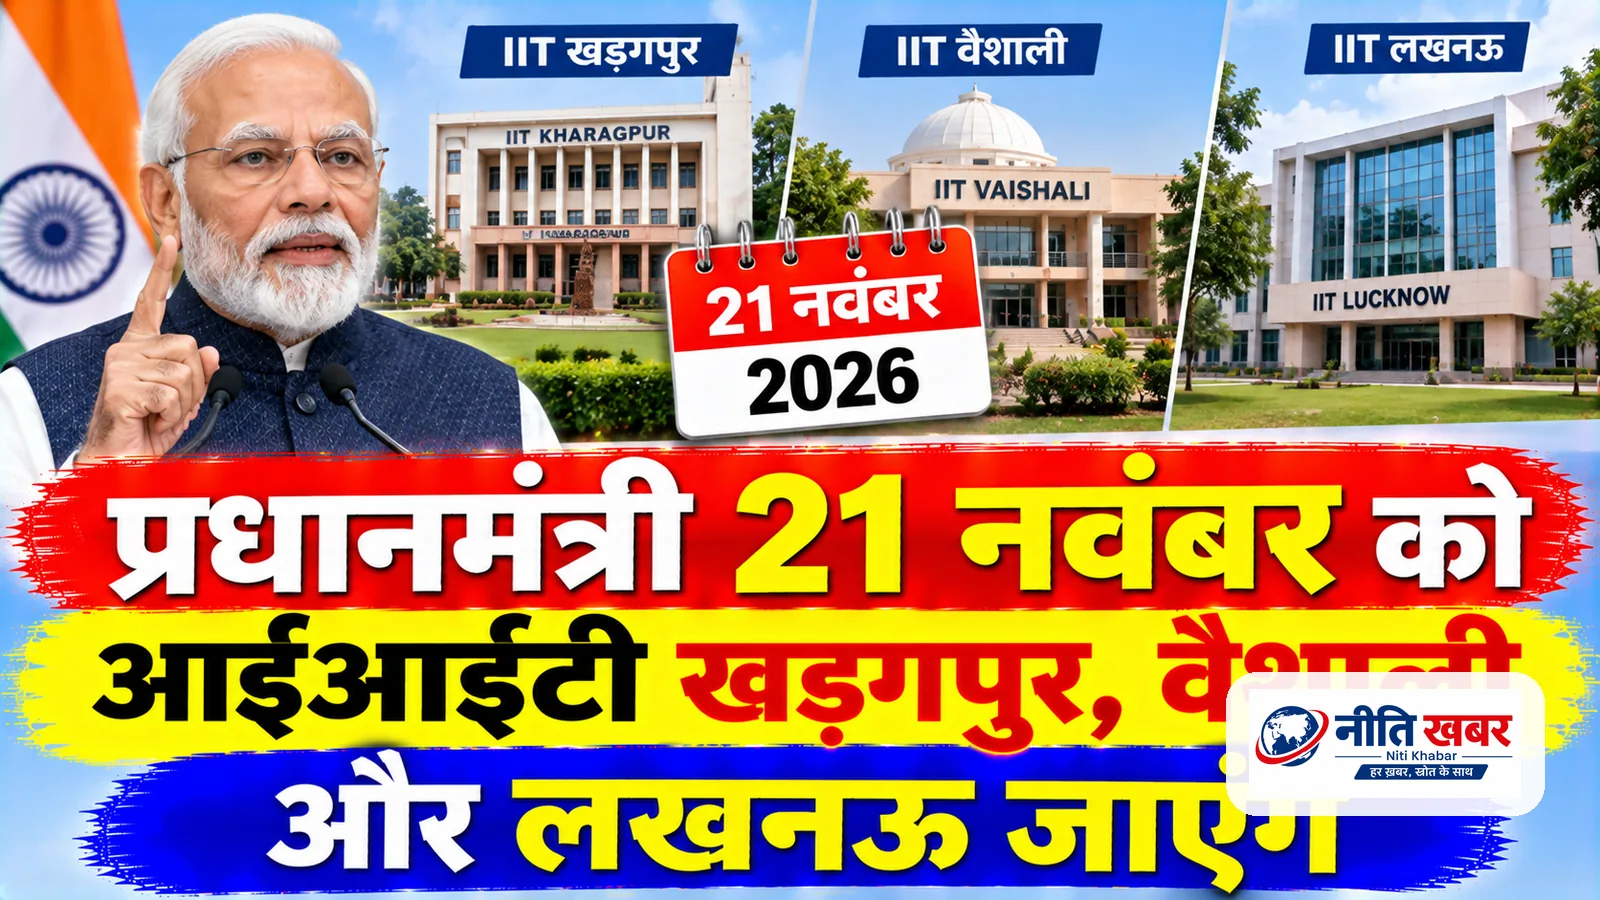 IIT खड़गपुर
IIT वैशाली
IIT लखनऊ
IIT KHARAGPUR
IIT VAISHALI
IIT LUCKNOW
21 नवंबर
2026
प्रधानमंत्री 21 नवंबर को
आईआईटी खड़गपुर, वैशाली
और लखनऊ जाएंगे
नीति खबर
Niti Khabar
हर ख़बर, स्रोत के साथ